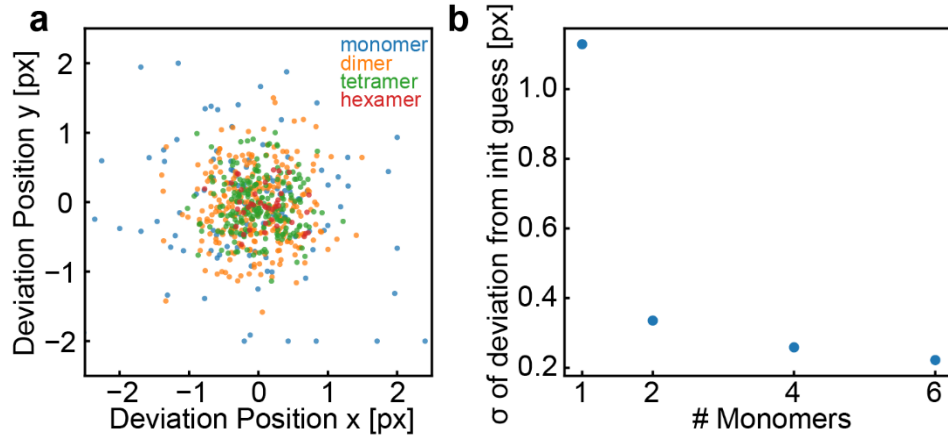 a
2
1
0
−1
−2
Deviation Position y [px]
monomer
dimer
tetramer
hexamer
−2 −1 0 1 2
Deviation Position x [px]
b
1.0
0.8
0.6
0.4
0.2
σ of deviation from init guess [px]
1 2 4 6
# Monomers